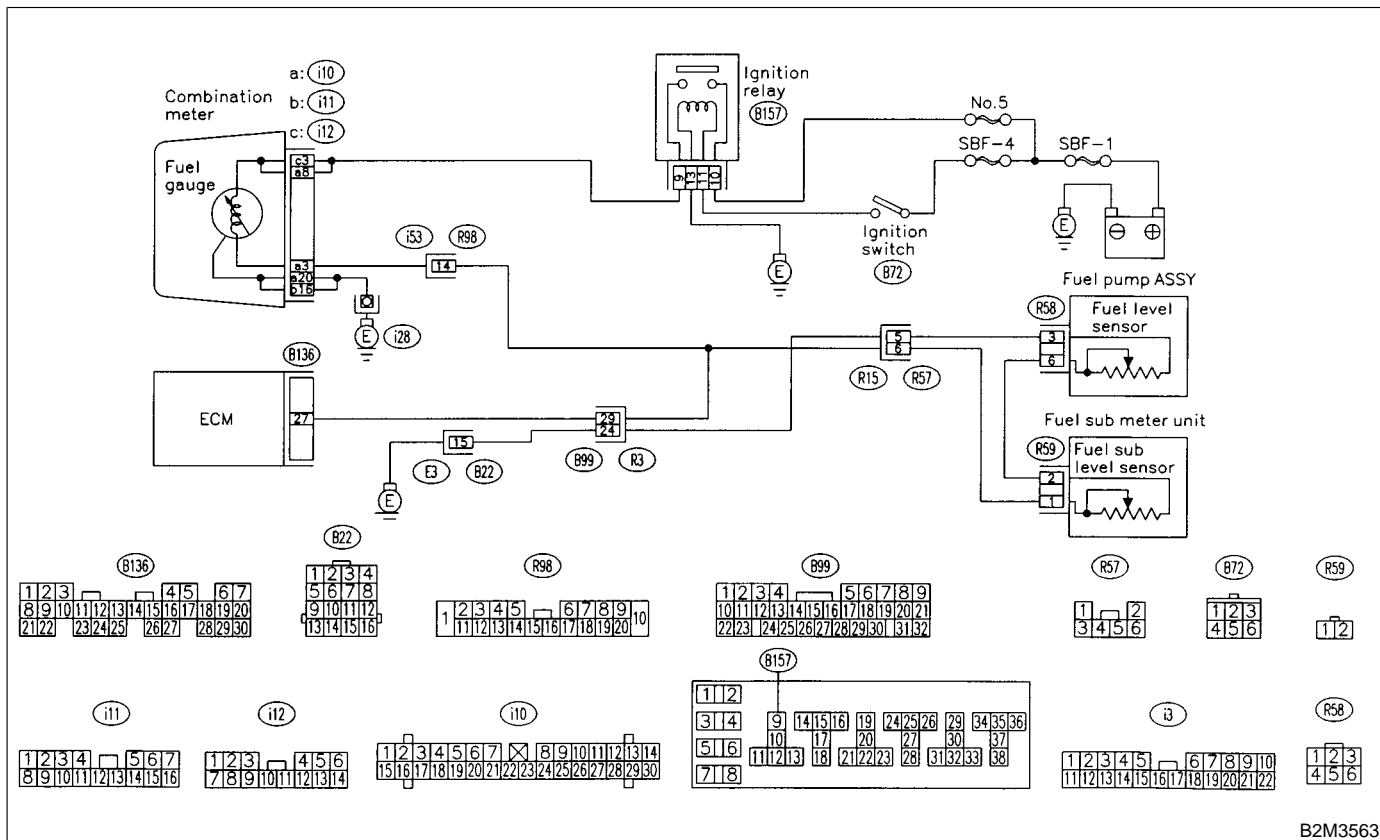 a: i10
b: i11
c: i12
Combination
meter
Fuel
gauge
c3
a8
a3
a20
b16
i53
R98
14
E
i28
Ignition
relay
B157
9
13
11
10
No.5
SBF-4
SBF-1
E
Ignition
switch
B72
E
Fuel pump ASSY
R58
Fuel level
sensor
3
6
5
6
R15
R57
B136
ECM
27
29
24
B99
R3
15
E3
B22
E
Fuel sub meter unit
R59
Fuel sub
level sensor
2
1
B136
1 2 3 4 5 6 7
8 9 10 11 12 13 14 15 16 17 18 19 20
21 22 23 24 25 26 27 28 29 30
B22
1 2 3 4
5 6 7 8
9 10 11 12
13 14 15 16
R98
1 2 3 4 5 6 7 8 9 10
11 12 13 14 15 16 17 18 19 20
B99
1 2 3 4 5 6 7 8 9
10 11 12 13 14 15 16 17 18 19 20 21
22 23 24 25 26 27 28 29 30 31 32
R57
1 2
3 4 5 6
B72
1 2 3
4 5 6
R59
1 2
i11
1 2 3 4 5 6 7
8 9 10 11 12 13 14 15 16
i12
1 2 3 4 5 6
7 8 9 10 11 12 13 14
i10
1 2 3 4 5 6 7 8 9 10 11 12 13 14
15 16 17 18 19 20 21 22 23 24 25 26 27 28 29 30
B157
1 2
3 4 9 14 15 16 19 24 25 26 29 34 35 36
10 17 20 27 30 37
5 6 11 12 13 18 21 22 23 28 31 32 33 38
7 8
i3
1 2 3 4 5 6 7 8 9 10
11 12 13 14 15 16 17 18 19 20 21 22
R58
1 2 3
4 5 6
B2M3563